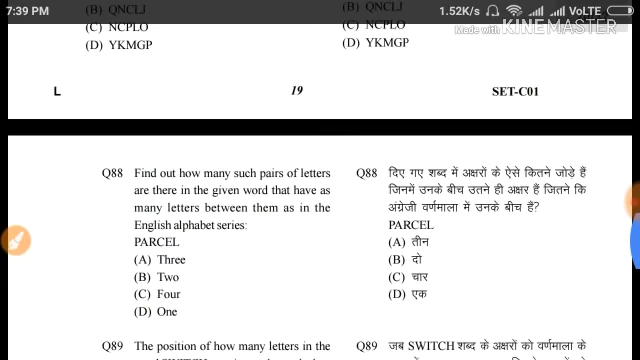 7:39 PM
1.52K/s VoLTE
Made with KINEMASTER
(B) QNCLJ
(C) NCPLO
(D) YKMGP
(B) QNCLJ
(C) NCPLO
(D) YKMGP
L 19 SET-C01
Q88 Find out how many such pairs of letters
are there in the given word that have as
many letters between them as in the
English alphabet series:
PARCEL
(A) Three
(B) Two
(C) Four
(D) One
Q88 दिए गए शब्द में अक्षरों के ऐसे कितने जोड़े हैं
जिनमें उनके बीच उतने ही अक्षर हैं जितने कि
अंग्रेजी वर्णमाला में उनके बीच हैं?
PARCEL
(A) तीन
(B) दो
(C) चार
(D) एक
Q89 The position of how many letters in the
Q89 जब SWITCH शब्द के अक्षरों को वर्णमाला के